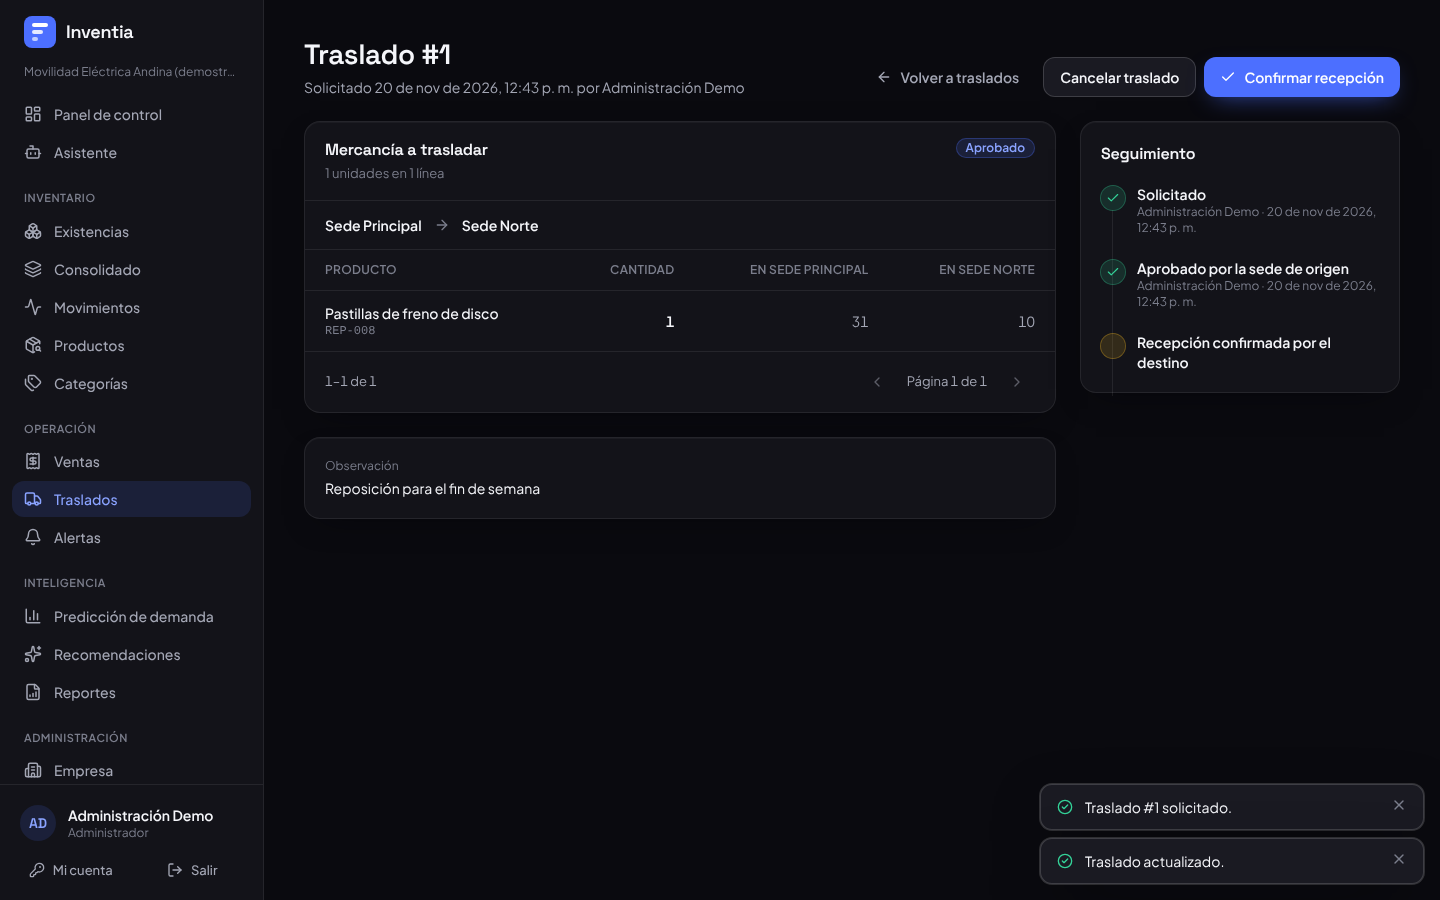 Inventia
Movilidad Eléctrica Andina (demostr...
Panel de control
Asistente
INVENTARIO
Existencias
Consolidado
Movimientos
Productos
Categorías
OPERACIÓN
Ventas
Traslados
Alertas
INTELIGENCIA
Predicción de demanda
Recomendaciones
Reportes
ADMINISTRACIÓN
Empresa
AD
Administración Demo
Administrador
Mi cuenta
Salir
Traslado #1
Solicitado 20 de nov de 2026, 12:43 p. m. por Administración Demo
Volver a traslados
Cancelar traslado
Confirmar recepción
Mercancía a trasladar
Aprobado
1 unidades en 1 línea
Sede Principal → Sede Norte
PRODUCTO CANTIDAD EN SEDE PRINCIPAL EN SEDE NORTE
Pastillas de freno de disco 1 31 10
REP-008
1–1 de 1
Página 1 de 1
Observación
Reposición para el fin de semana
Seguimiento
Solicitado
Administración Demo · 20 de nov de 2026,
12:43 p. m.
Aprobado por la sede de origen
Administración Demo · 20 de nov de 2026,
12:43 p. m.
Recepción confirmada por el
destino
Traslado #1 solicitado.
Traslado actualizado.